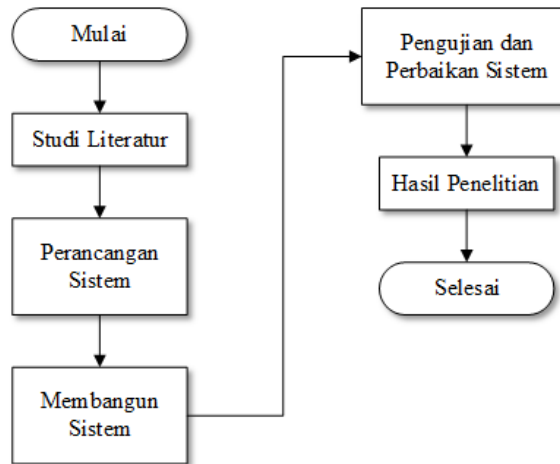 Mulai
Studi Literatur
Perancangan
Sistem
Membangun
Sistem
Pengujian dan
Perbaikan Sistem
Hasil Penelitian
Selesai